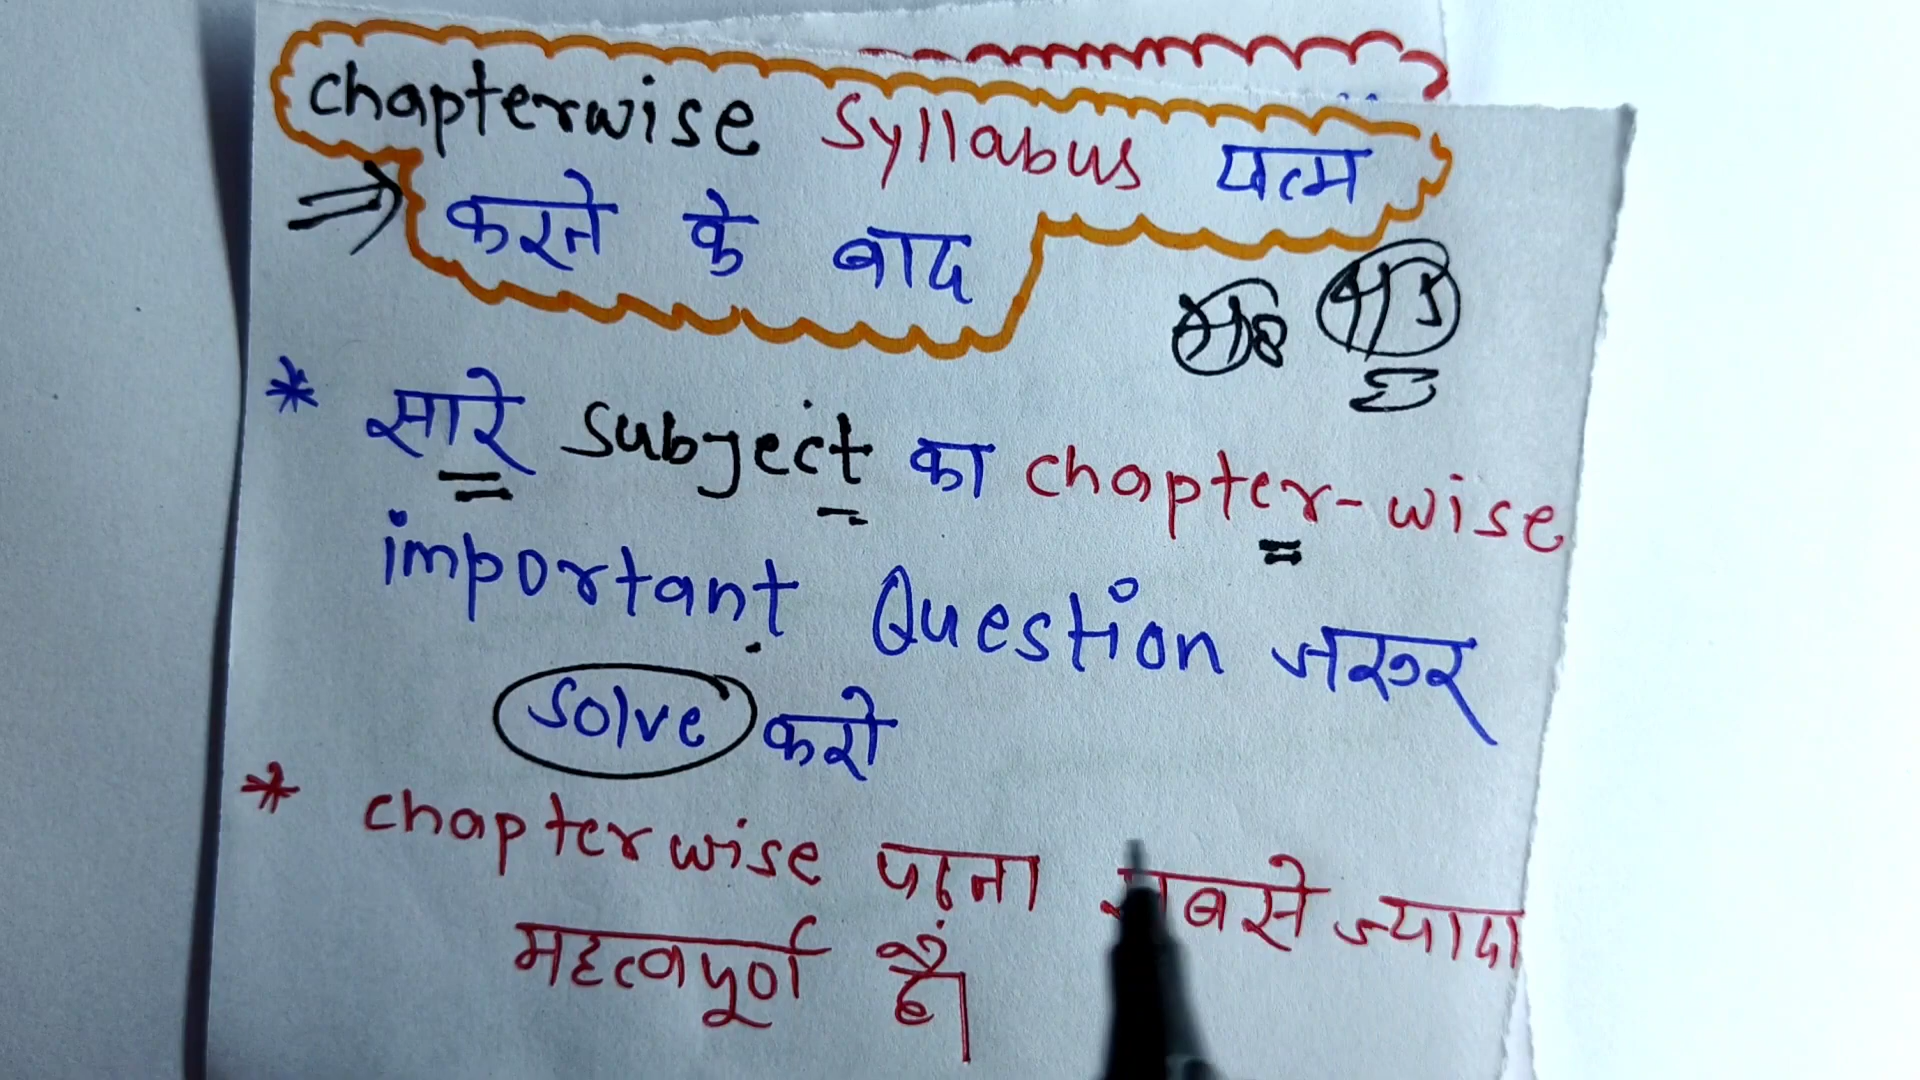 chapterwise syllabus खत्म
करने के बाद
* सारे subject का chapter-wise
important Question जरुर
solve करो
* chapterwise पढ़ना सबसे ज्यादा
महत्वपूर्ण हैं।